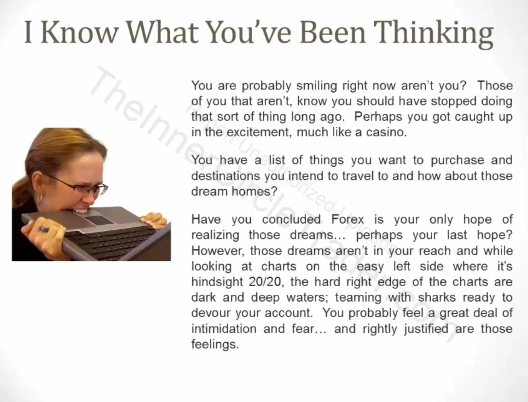 I Know What You've Been Thinking
You are probably smiling right now aren't you? Those
of you that aren't, know you should have stopped doing
that sort of thing long ago. Perhaps you got caught up
in the excitement, much like a casino.
You have a list of things you want to purchase and
destinations you intend to travel to and how about those
dream homes?
Have you concluded Forex is your only hope of
realizing those dreams... perhaps your last hope?
However, those dreams aren't in your reach and while
looking at charts on the easy left side where it's
hindsight 20/20, the hard right edge of the charts are
dark and deep waters; teaming with sharks ready to
devour your account. You probably feel a great deal of
intimidation and fear... and rightly justified are those
feelings.
TheInnerCircleTrader.com